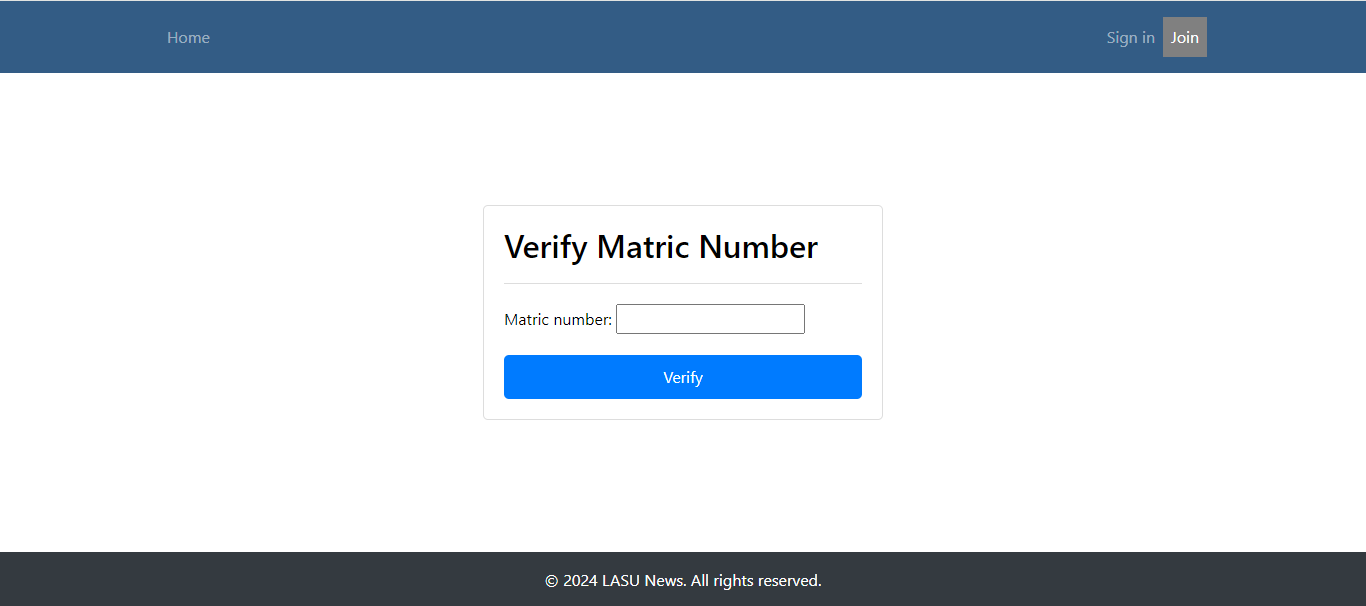 Home Sign in Join
Verify Matric Number
Matric number:
Verify
© 2024 LASU News. All rights reserved.